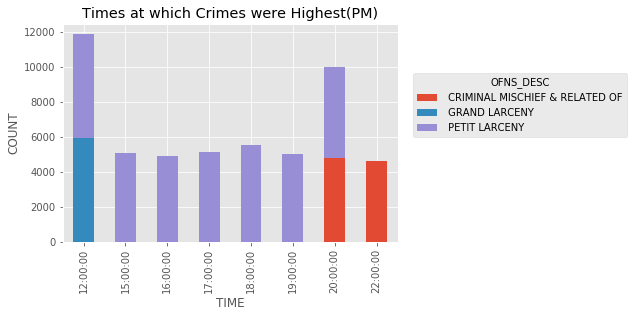 Times at which Crimes were Highest(PM)
12000
10000
8000
6000
4000
2000
0
COUNT
12:00:00
15:00:00
16:00:00
17:00:00
18:00:00
19:00:00
20:00:00
22:00:00
TIME
OFNS_DESC
CRIMINAL MISCHIEF & RELATED OF
GRAND LARCENY
PETIT LARCENY